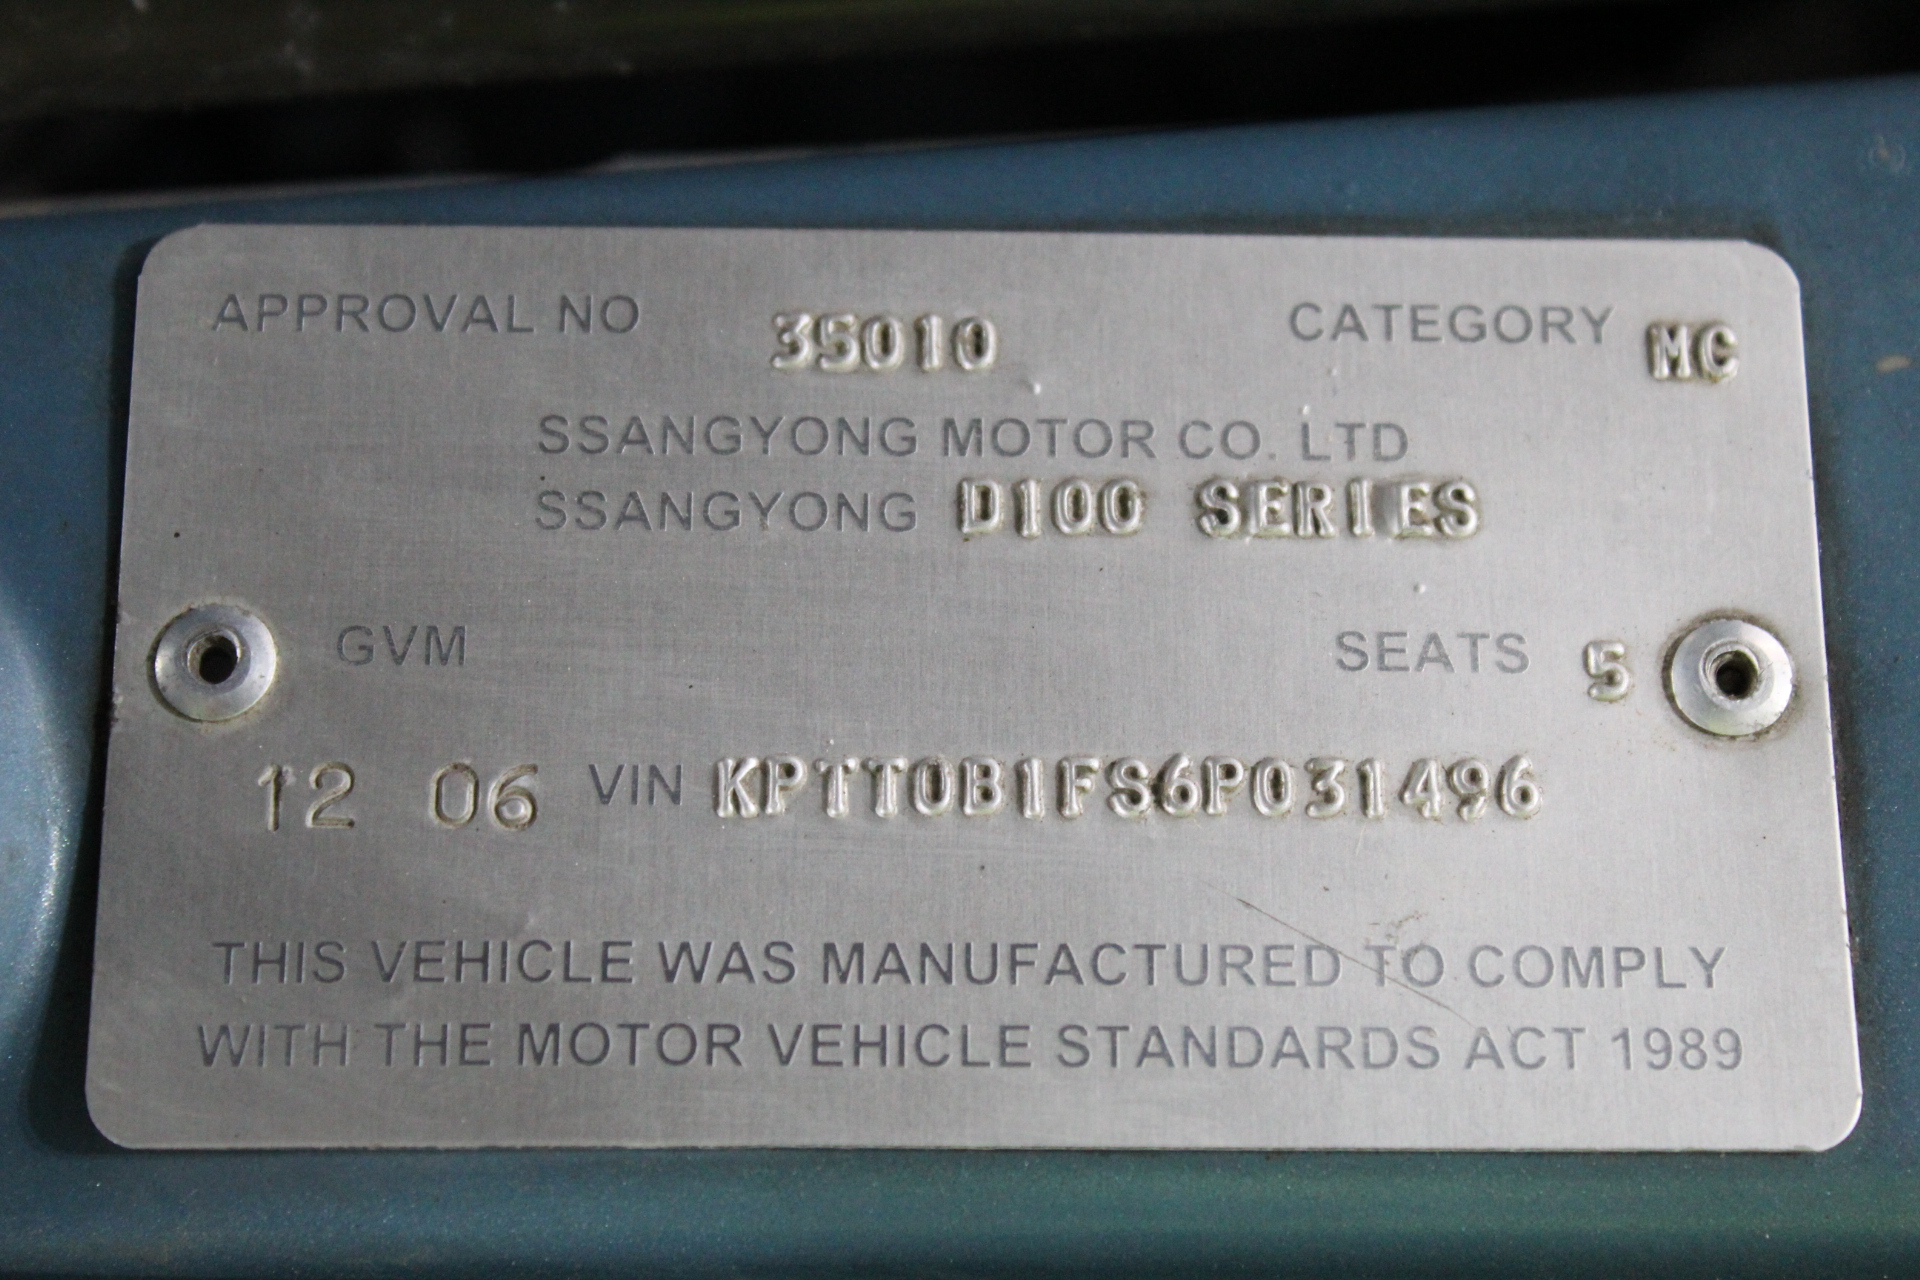 APPROVAL NO 35010 CATEGORY MC
SSANGYONG MOTOR CO. LTD
SSANGYONG D100 SERIES
GVM SEATS 5
12 06 VIN KPTT0B1FS6P031496
THIS VEHICLE WAS MANUFACTURED TO COMPLY
WITH THE MOTOR VEHICLE STANDARDS ACT 1989